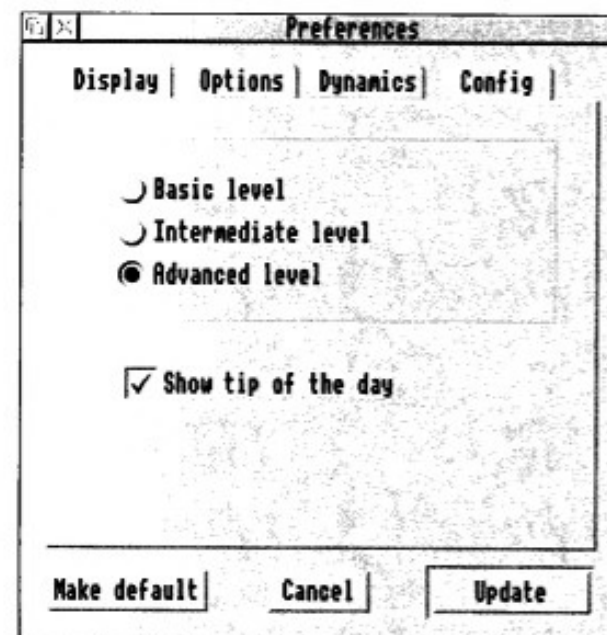 Preferences
Display Options Dynamics Config
Basic level
Intermediate level
Advanced level
Show tip of the day
Make default Cancel Update